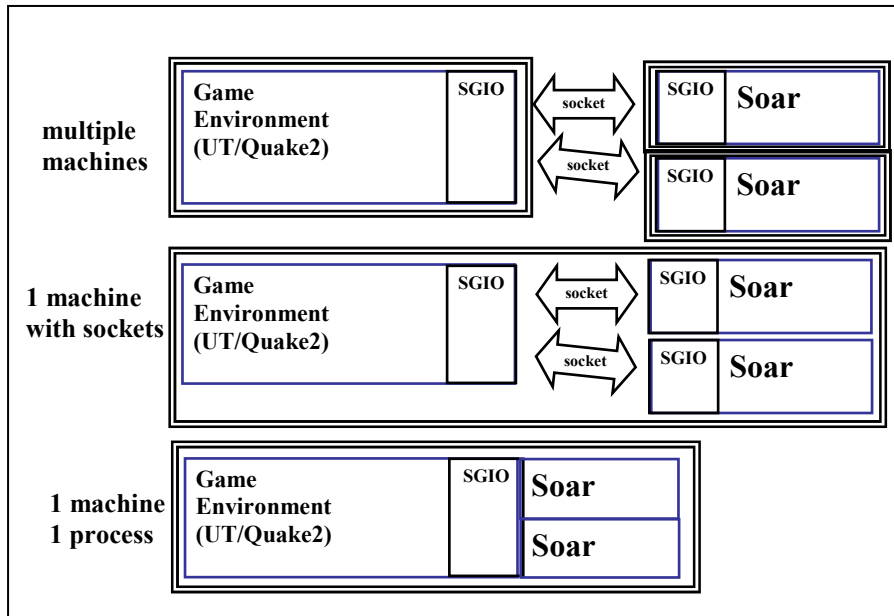 multiple
machines
Game
Environment
(UT/Quake2)
SGIO
socket
socket
SGIO
Soar
SGIO
Soar
1 machine
with sockets
Game
Environment
(UT/Quake2)
SGIO
socket
socket
SGIO
Soar
SGIO
Soar
1 machine
1 process
Game
Environment
(UT/Quake2)
SGIO
Soar
Soar